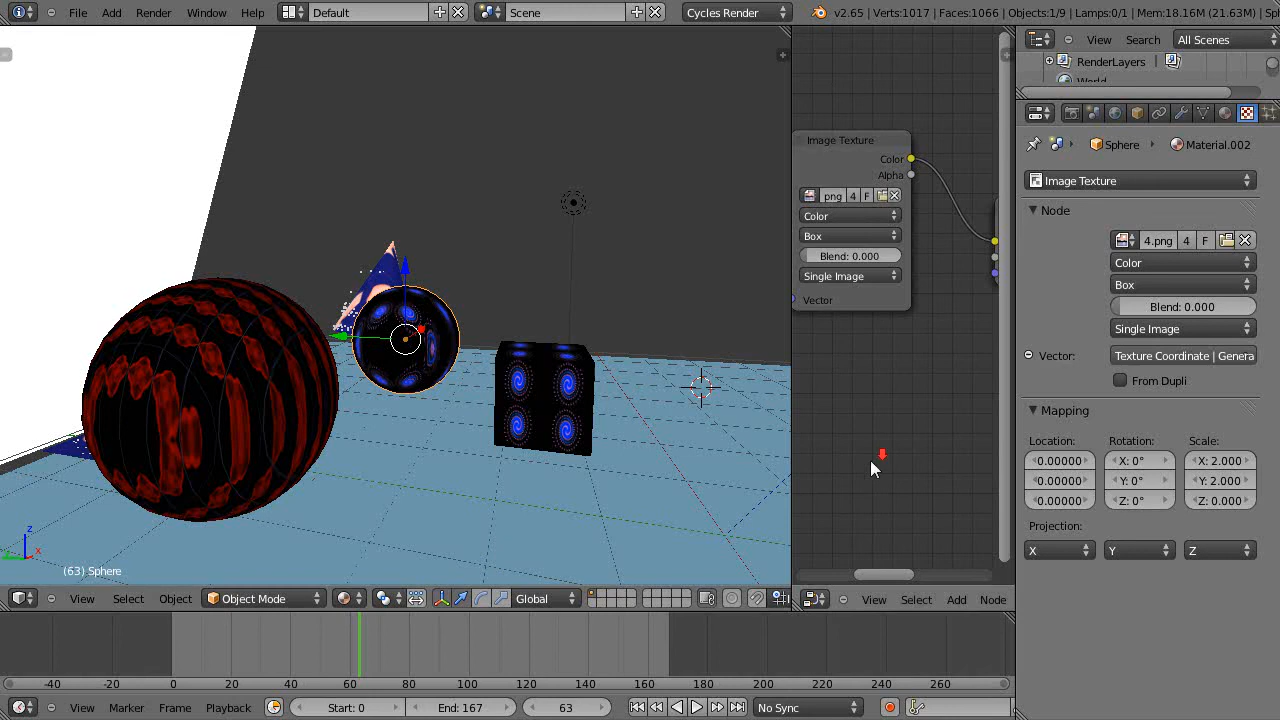 File Add Render Window Help Default Scene Cycles Render v2.65 | Verts:1017 | Faces:1066 | Objects:1/9 | Lamps:0/1 | Mem:18.16M (21.63M) | Sph
View Search All Scenes
RenderLayers |
World
Image Texture
Color
Alpha
png 4 F
Color
Box
Blend: 0.000
Single Image
Vector
Sphere Material.002
Image Texture
Node
4.png 4 F
Color
Box
Blend: 0.000
Single Image
Vector: Texture Coordinate | Genera
From Dupli
Mapping
Location: Rotation: Scale:
0.00000 X: 0° X: 2.000
0.00000 Y: 0° Y: 2.000
0.00000 Z: 0° Z: 0.000
Projection:
X Y Z
z
x
(63) Sphere
View Select Object Object Mode Global
View Select Add Node
-40 -20 0 20 40 60 80 100 120 140 160 180 200 220 240 260
View Marker Frame Playback Start: 0 End: 167 63 No Sync